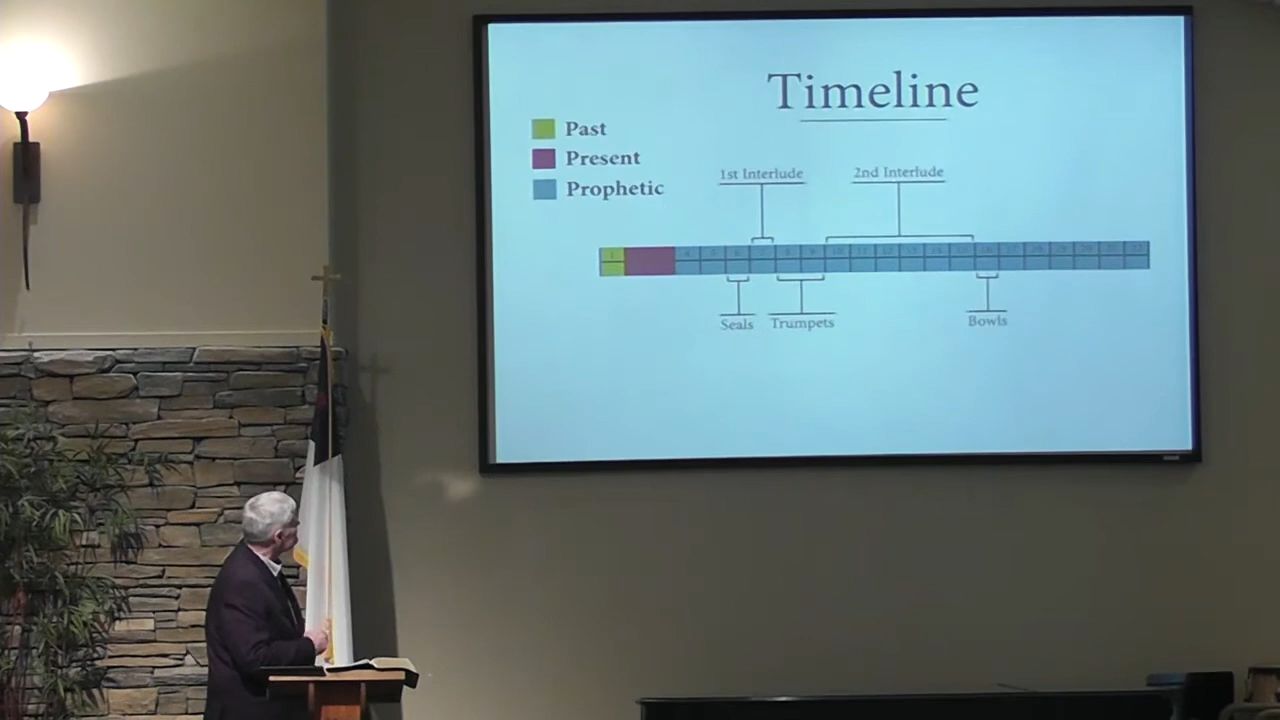 Timeline
Past
Present
Prophetic
1st Interlude
2nd Interlude
Seals
Trumpets
Bowls